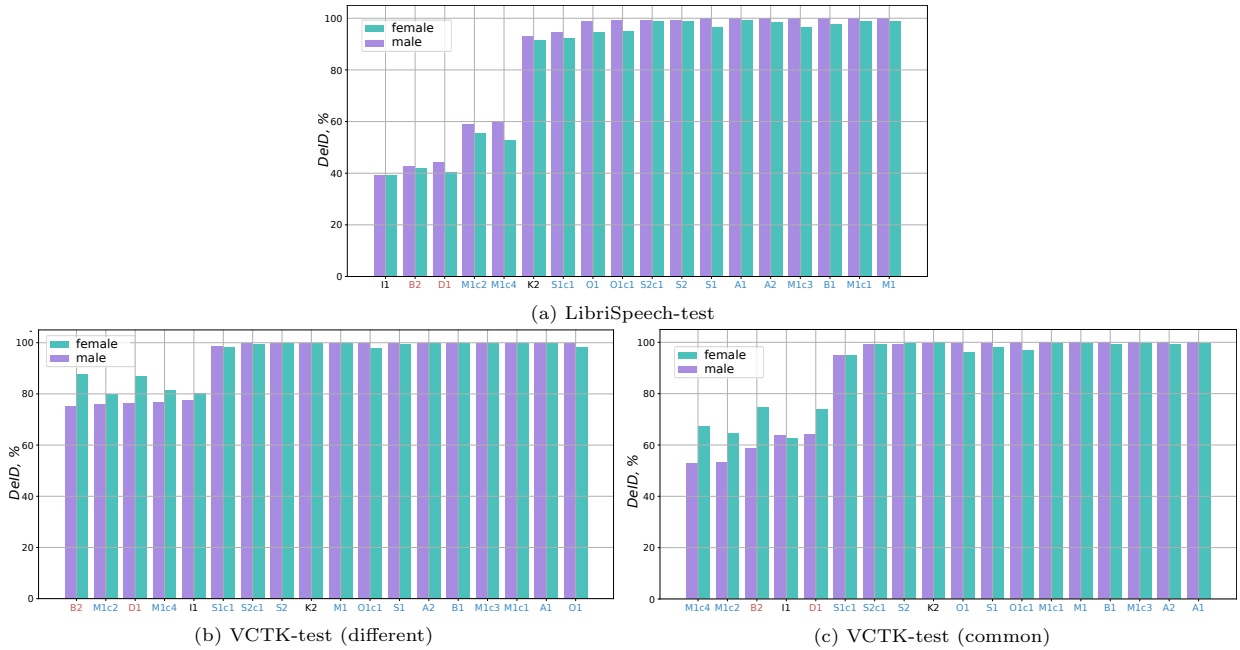 100
80
60
40
20
0
DeID, %
female
male
I1 B2 D1 M1c2 M1c4 K2 S1c1 O1 O1c1 S2c1 S2 S1 A1 A2 M1c3 B1 M1c1 M1
(a) LibriSpeech-test
100
80
60
40
20
0
DeID, %
female
male
B2 M1c2 D1 M1c4 I1 S1c1 S2c1 S2 K2 M1 O1c1 S1 A2 B1 M1c3 M1c1 A1 O1
(b) VCTK-test (different)
100
80
60
40
20
0
DeID, %
female
male
M1c4 M1c2 B2 I1 D1 S1c1 S2c1 S2 K2 O1 S1 O1c1 M1c1 M1 B1 M1c3 A2 A1
(c) VCTK-test (common)